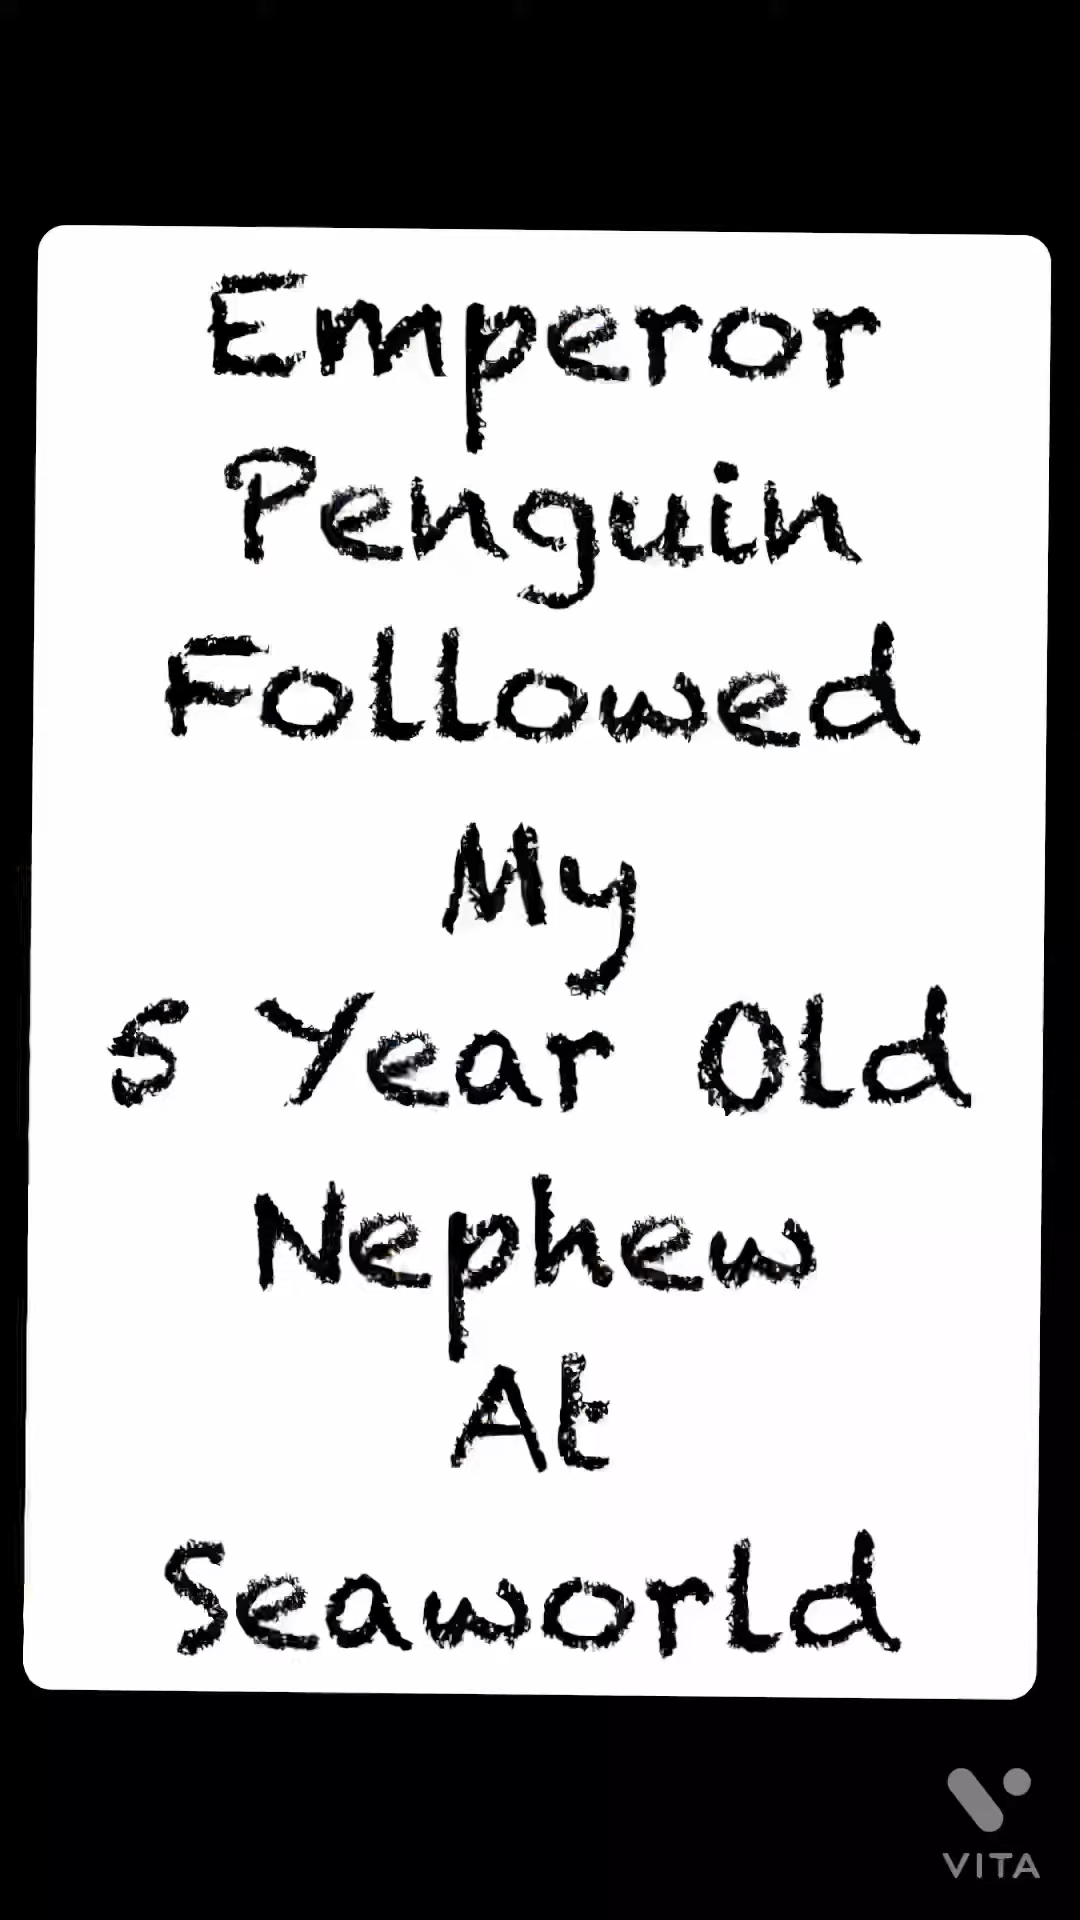 Emperor
Penguin
Followed
My
5 Year Old
Nephew
At
Seaworld
VITA